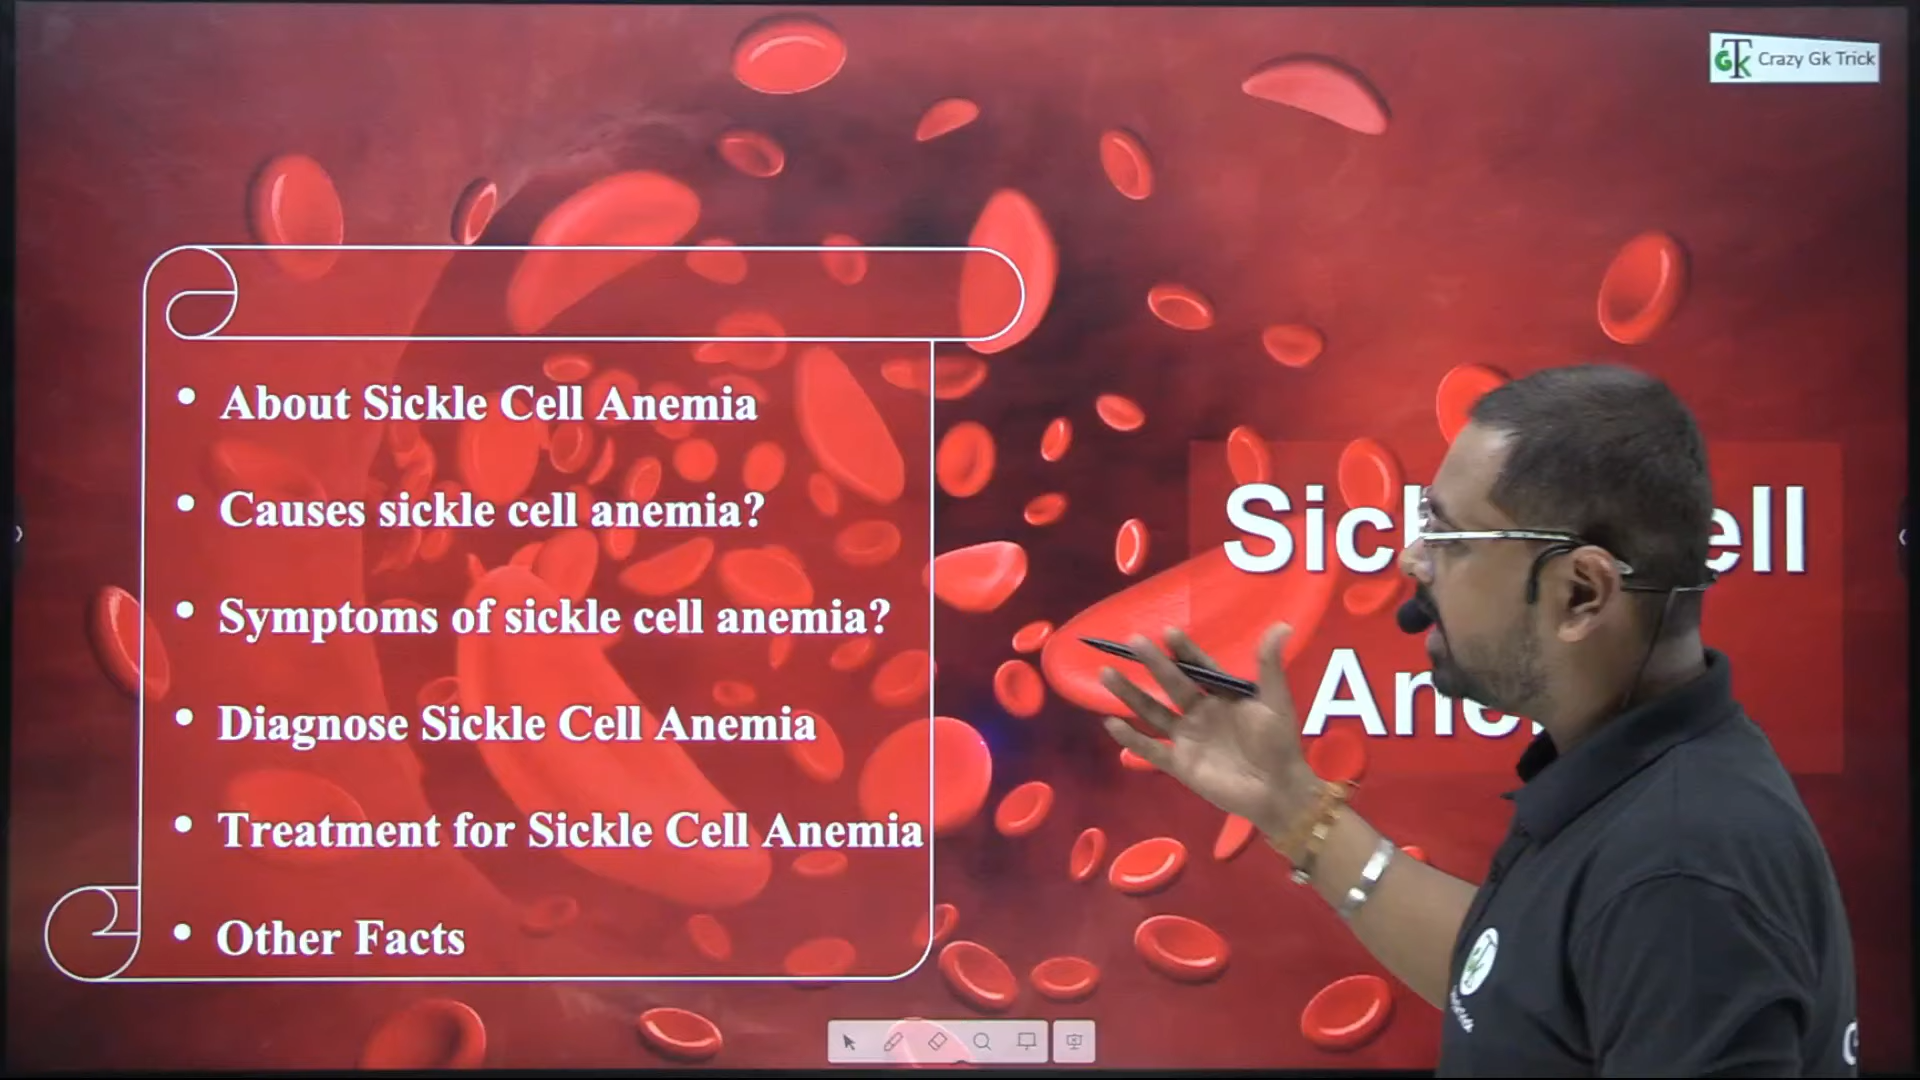 GTK Crazy Gk Trick
• About Sickle Cell Anemia
• Causes sickle cell anemia?
• Symptoms of sickle cell anemia?
• Diagnose Sickle Cell Anemia
• Treatment for Sickle Cell Anemia
• Other Facts